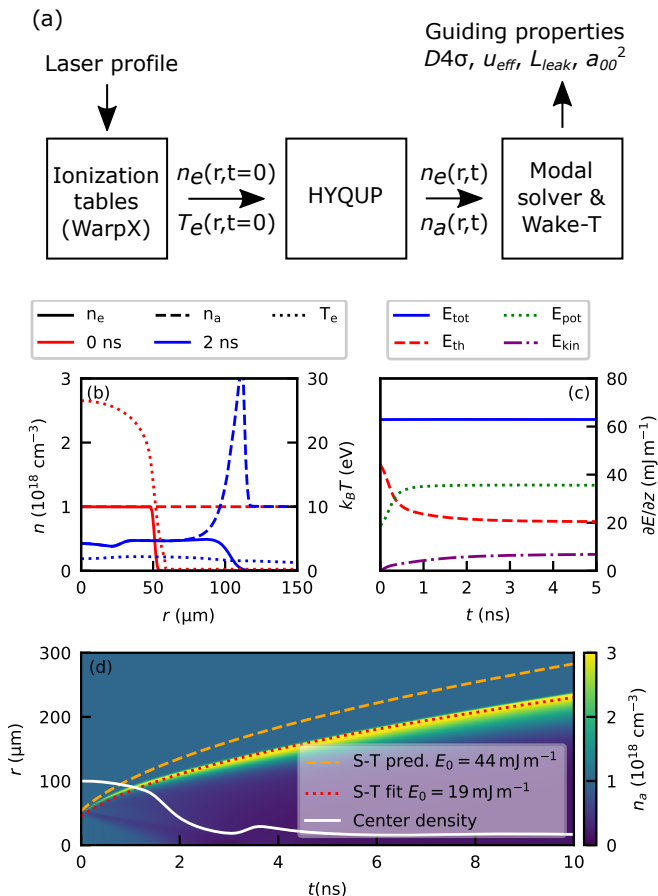 (a)
Guiding properties
D4σ, u_eff, L_leak, a_00^2
Laser profile
Ionization
tables
(WarpX)
n_e(r,t=0)
T_e(r,t=0)
HYQUP
n_e(r,t)
n_a(r,t)
Modal
solver &
Wake-T
n_e n_a T_e
0 ns 2 ns
E_tot E_pot
E_th E_kin
(b)
3
2
1
0
n (10^18 cm^−3)
30
20
10
0
k_BT (eV)
0 50 100 150
r (μm)
(c)
80
60
40
20
0
∂E/∂z (mJ m^−1)
0 1 2 3 4 5
t (ns)
(d)
300
200
100
0
r (μm)
S-T pred. E_0 = 44 mJ m^−1
S-T fit E_0 = 19 mJ m^−1
Center density
0 2 4 6 8 10
t(ns)
3
2
1
0
n_a (10^18 cm^−3)